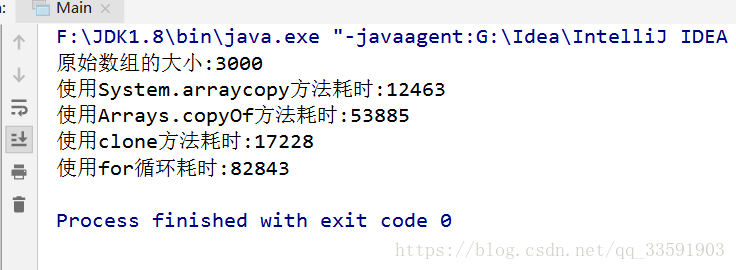 n:
Main
F:\JDK1.8\bin\java.exe "-javaagent:G:\Idea\IntelliJ IDEA
原始数组的大小:3000
使用System.arraycopy方法耗时:12463
使用Arrays.copyOf方法耗时:53885
使用clone方法耗时:17228
使用for循环耗时:82843
Process finished with exit code 0
https://blog.csdn.net/qq_33591903